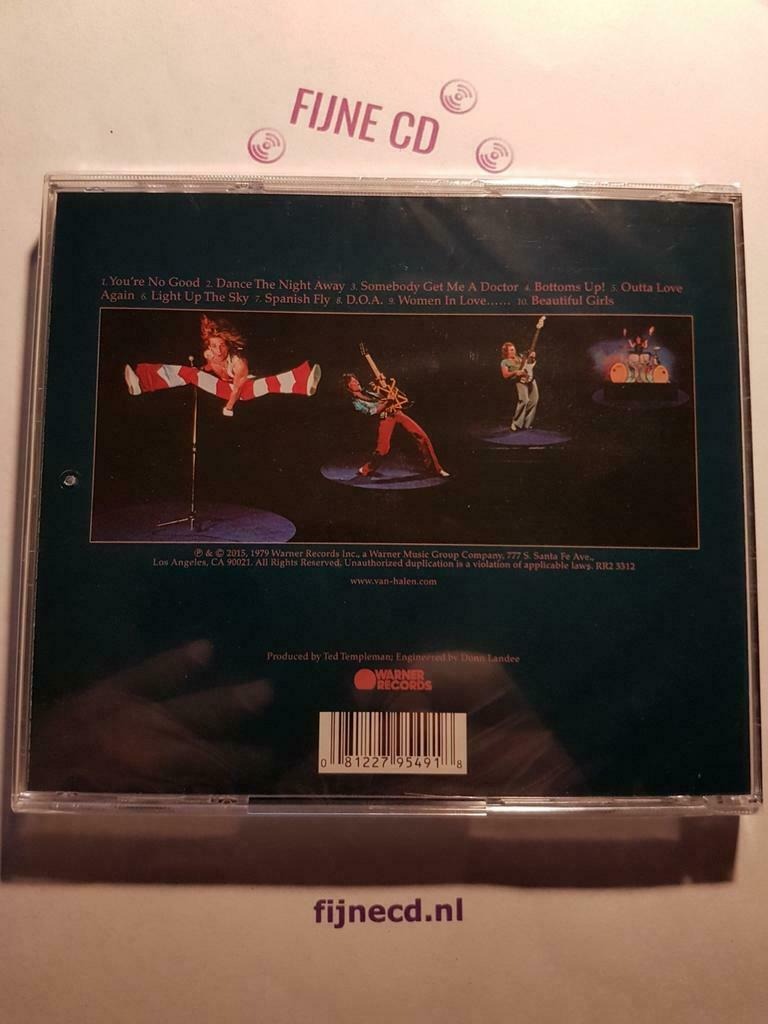 FIJNE CD
1. You're No Good 2. Dance The Night Away 3. Somebody Get Me A Doctor 4. Bottoms Up! 5. Outta Love
Again 6. Light Up The Sky 7. Spanish Fly 8. D.O.A. 9. Women In Love...... 10. Beautiful Girls
℗ & © 2015, 1979 Warner Records Inc., a Warner Music Group Company, 777 S. Santa Fe Ave.,
Los Angeles, CA 90021. All Rights Reserved. Unauthorized duplication is a violation of applicable laws. RR2 3312
www.van-halen.com
Produced by Ted Templeman; Engineered by Donn Landee
WARNER
RECORDS
0 81227 95491 8
fijnecd.nl